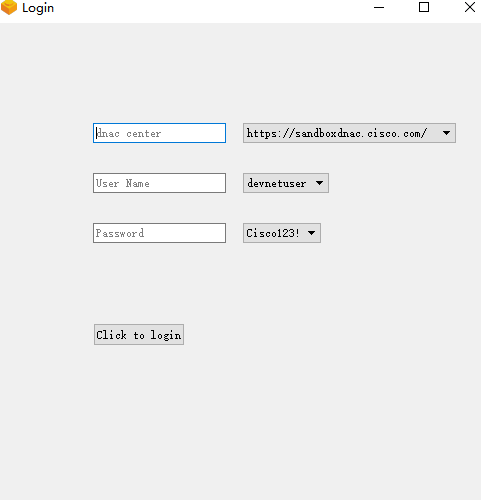 Login
dnac center https://sandboxdnac.cisco.com/
User Name devnetuser
Password Cisco123!
Click to login